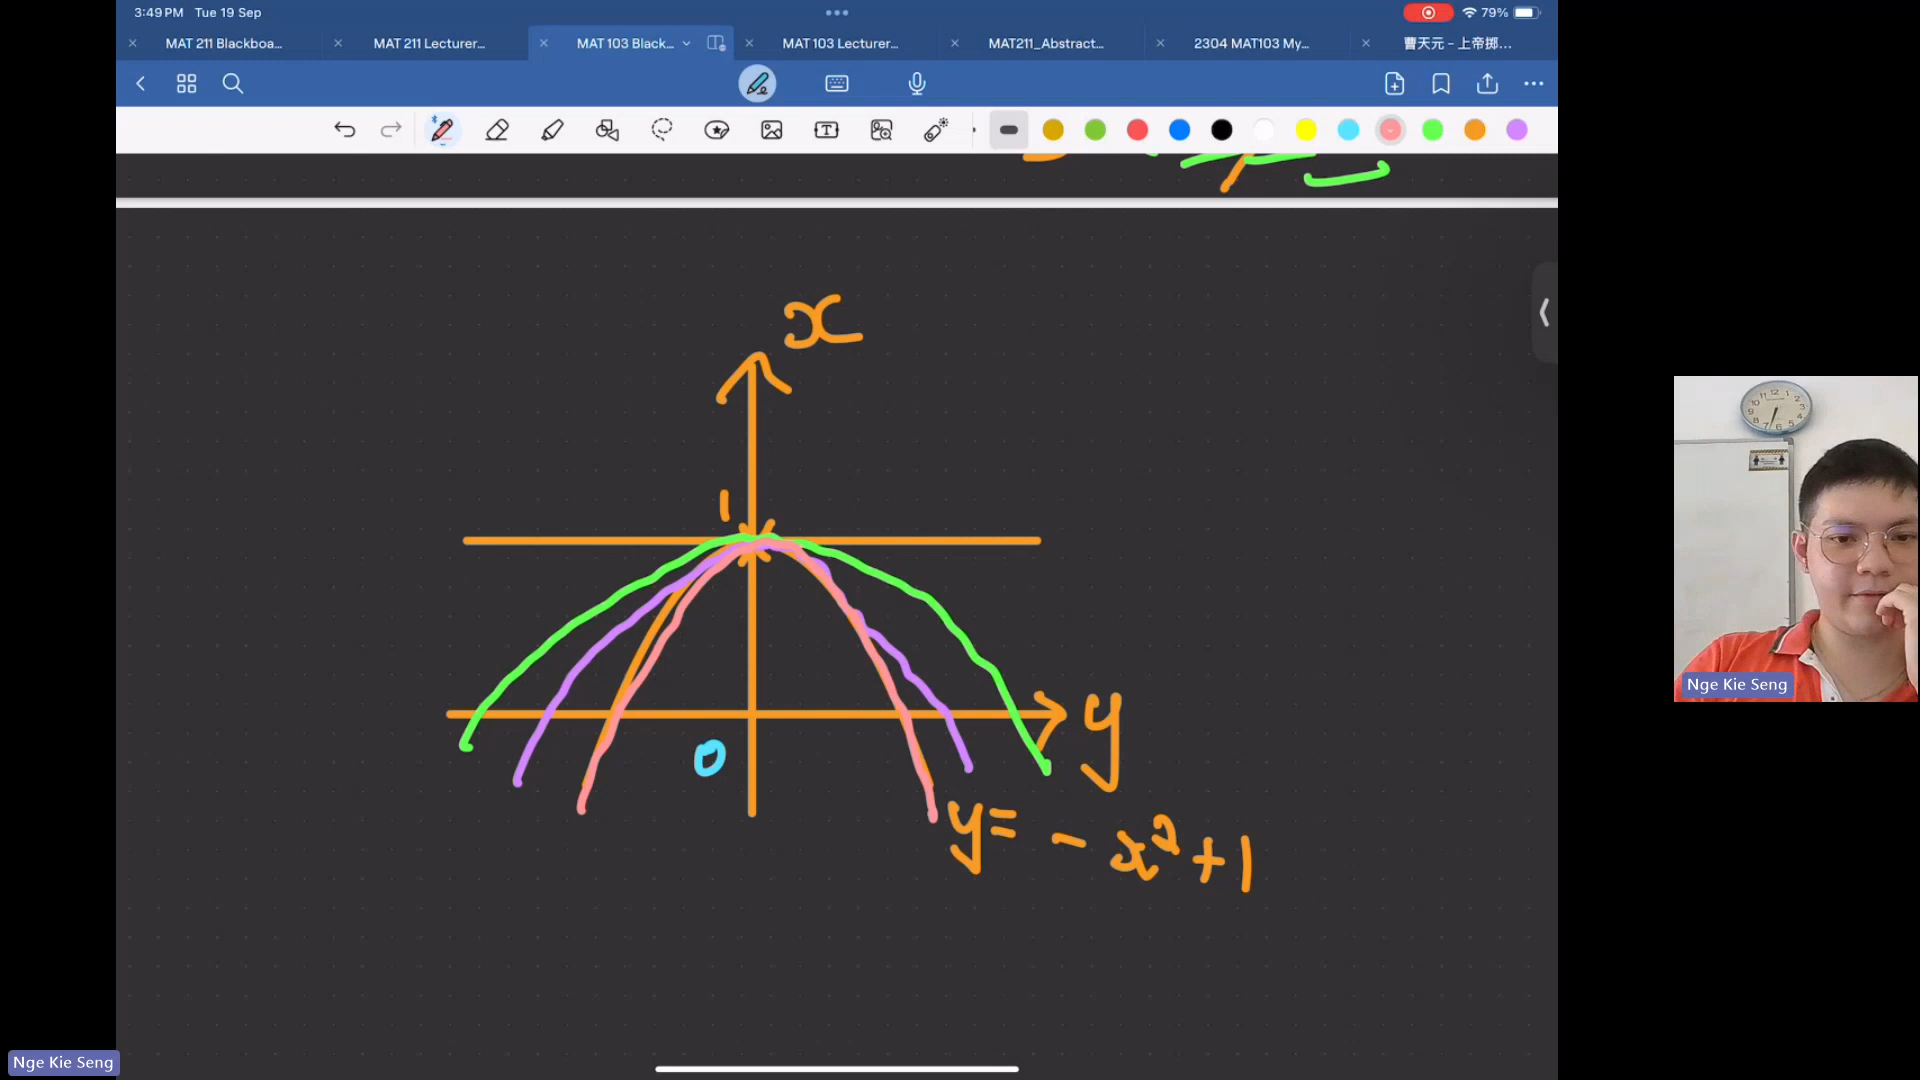 3:49 PM Tue 19 Sep
79%
MAT 211 Blackboa...
MAT 211 Lecturer...
MAT 103 Black...
MAT 103 Lecturer...
MAT211_Abstract...
2304 MAT103 My...
曹天元 - 上帝掷...
x
1
0
y
y = - x² + 1
Nge Kie Seng
Nge Kie Seng